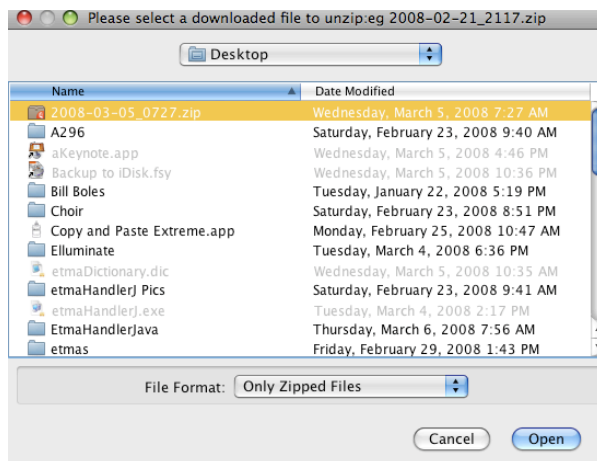 Please select a downloaded file to unzip:eg 2008-02-21_2117.zip
Desktop
Name Date Modified
2008-03-05_0727.zip Wednesday, March 5, 2008 7:27 AM
A296 Saturday, February 23, 2008 9:40 AM
aKeynote.app Wednesday, March 5, 2008 4:46 PM
Backup to iDisk.fsy Wednesday, March 5, 2008 10:36 PM
Bill Boles Tuesday, January 22, 2008 5:19 PM
Choir Saturday, February 23, 2008 8:51 PM
Copy and Paste Extreme.app Monday, February 25, 2008 10:47 AM
Elluminate Tuesday, March 4, 2008 6:36 PM
etmaDictionary.dic Wednesday, March 5, 2008 10:35 AM
etmaHandlerJ Pics Saturday, February 23, 2008 9:41 AM
etmaHandlerJ.exe Tuesday, March 4, 2008 2:17 PM
EtmaHandlerJava Thursday, March 6, 2008 7:56 AM
etmas Friday, February 29, 2008 1:43 PM
File Format: Only Zipped Files
Cancel Open